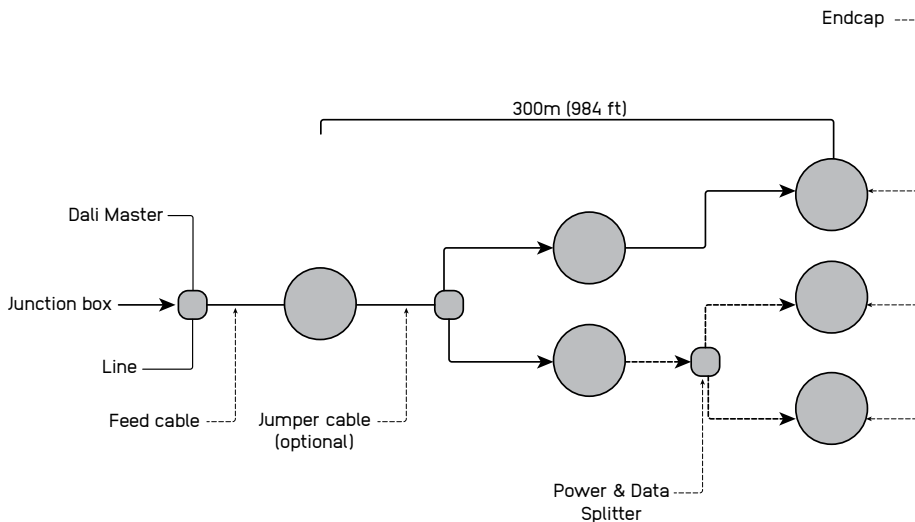 Endcap
300m (984 ft)
Dali Master
Junction box
Line
Feed cable
Jumper cable
(optional)
Power & Data
Splitter